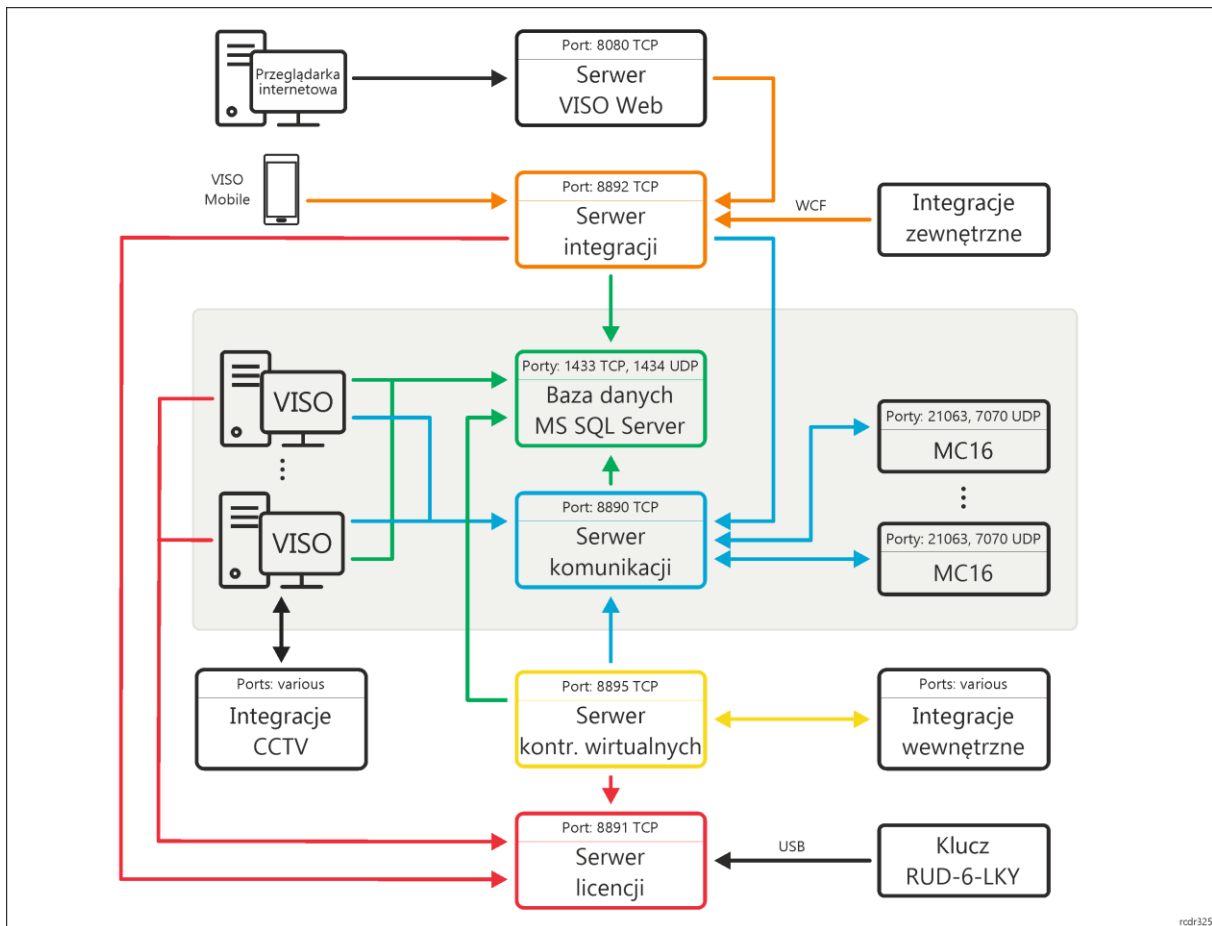 Przeglądarka
internetowa
Port: 8080 TCP
Serwer
VISO Web
VISO
Mobile
Port: 8892 TCP
Serwer
integracji
WCF
Integracje
zewnętrzne
VISO
Porty: 1433 TCP, 1434 UDP
Baza danych
MS SQL Server
Porty: 21063, 7070 UDP
MC16
VISO
Port: 8890 TCP
Serwer
komunikacji
Porty: 21063, 7070 UDP
MC16
Ports: various
Integracje
CCTV
Port: 8895 TCP
Serwer
kontr. wirtualnych
Ports: various
Integracje
wewnętrzne
Port: 8891 TCP
Serwer
licencji
USB
Klucz
RUD-6-LKY
rcdr325